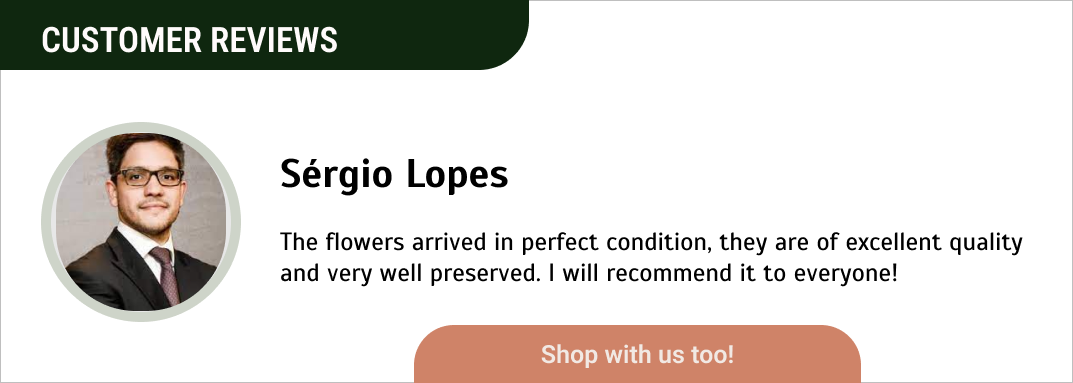 CUSTOMER REVIEWS
Sérgio Lopes
The flowers arrived in perfect condition, they are of excellent quality
and very well preserved. I will recommend it to everyone!
Shop with us too!